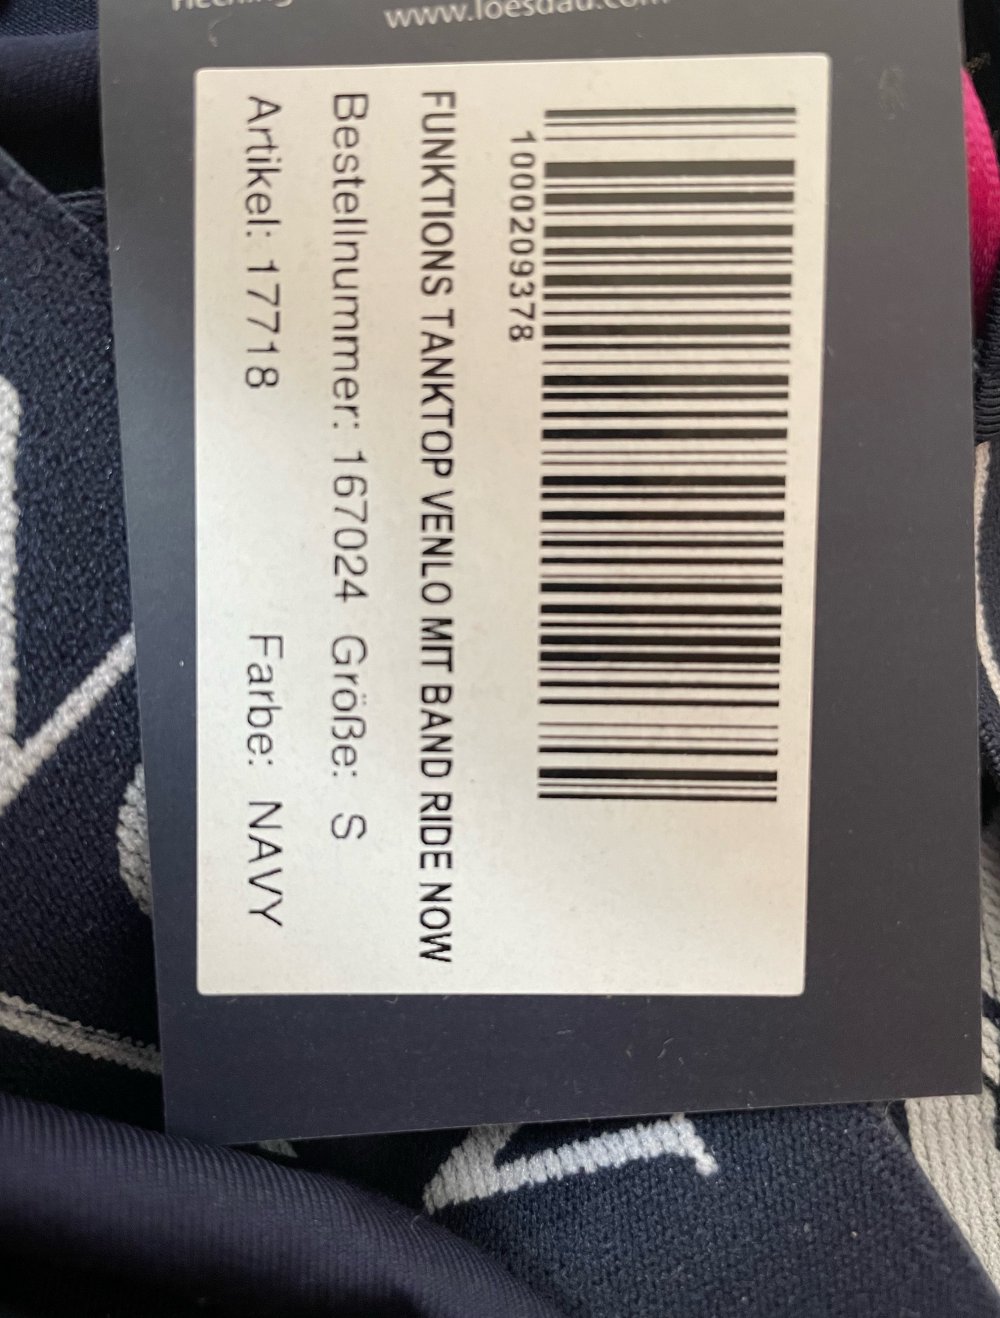 www.loesdau.com
1000209378
FUNKTIONS TANKTOP VENLO MIT BAND RIDE NOW
Bestellnummer: 167024 Größe: S
Artikel: 17718 Farbe: NAVY